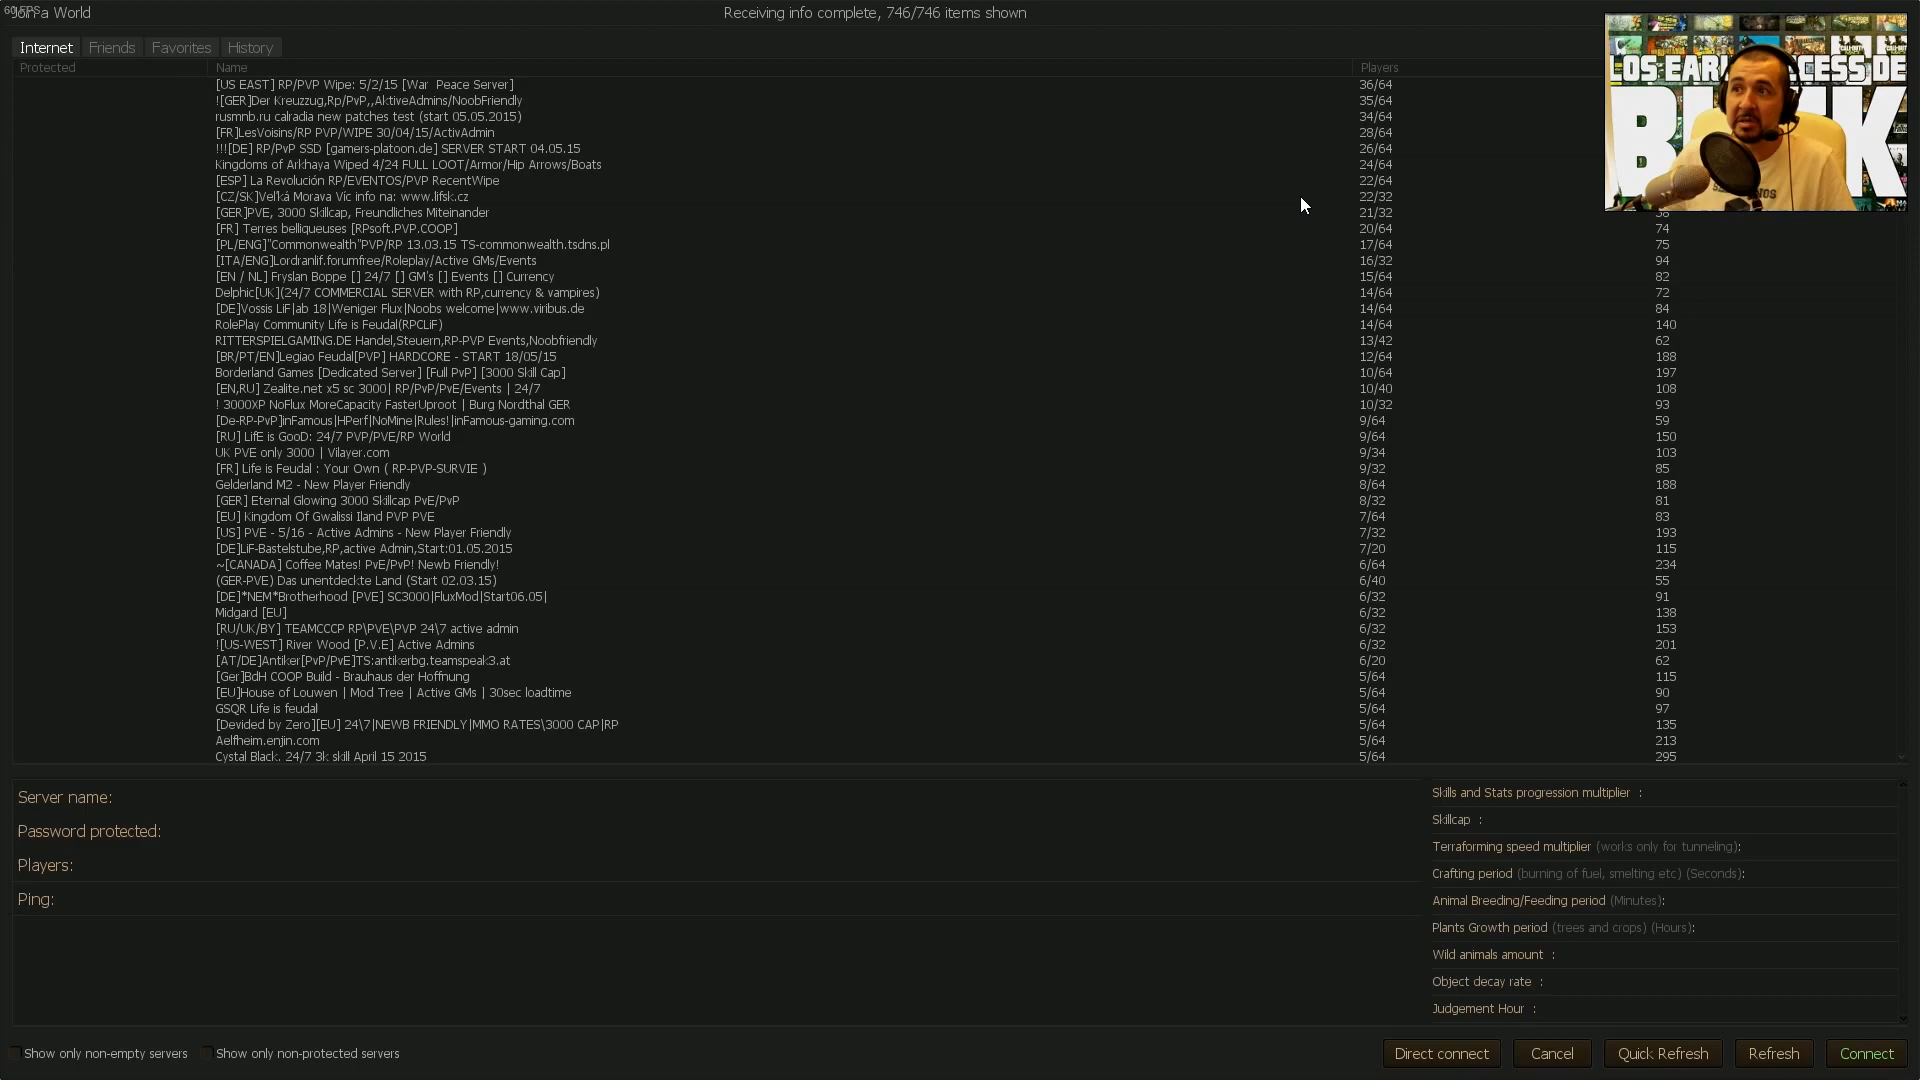 60 FPS
Join a World
Receiving info complete, 746/746 items shown
Internet Friends Favorites History
Protected Name Players
[US EAST] RP/PVP Wipe: 5/2/15 [War Peace Server] 36/64
![GER]Der Kreuzzug,Rp/PvP,,AktiveAdmins/NoobFriendly 35/64
rusmnb.ru calradia new patches test (start 05.05.2015) 34/64
[FR]LesVoisins/RP PVP/WIPE 30/04/15/ActivAdmin 28/64
!!![DE] RP/PvP SSD [gamers-platoon.de] SERVER START 04.05.15 26/64
Kingdoms of Arkhaya Wiped 4/24 FULL LOOT/Armor/Hip Arrows/Boats 24/64
[ESP] La Revolución RP/EVENTOS/PVP RecentWipe 22/64
[CZ/SK]Veľká Morava Víc info na: www.lifsk.cz 22/32
[GER]PVE, 3000 Skillcap, Freundliches Miteinander 21/32
[FR] Terres belliqueuses [RPsoft.PVP.COOP] 20/64 74
[PL/ENG]"Commonwealth"PVP/RP 13.03.15 TS-commonwealth.tsdns.pl 17/64 75
[ITA/ENG]Lordranlif.forumfree/Roleplay/Active GMs/Events 16/32 94
[EN / NL] Fryslan Boppe [] 24/7 [] GM's [] Events [] Currency 15/64 82
Delphic[UK](24/7 COMMERCIAL SERVER with RP,currency & vampires) 14/64 72
[DE]Vossis LiF|ab 18|Weniger Flux|Noobs welcome|www.viribus.de 14/64 84
RolePlay Community Life is Feudal(RPCLiF) 14/64 140
RITTERSPIELGAMING.DE Handel,Steuern,RP-PVP Events,Noobfriendly 13/42 62
[BR/PT/EN]Legiao Feudal[PVP] HARDCORE - START 18/05/15 12/64 188
Borderland Games [Dedicated Server] [Full PvP] [3000 Skill Cap] 10/64 197
[EN,RU] Zealite.net x5 sc 3000| RP/PvP/PvE/Events | 24/7 10/40 108
! 3000XP NoFlux MoreCapacity FasterUproot | Burg Nordthal GER 10/32 93
[De-RP-PvP]inFamous|HPerf|NoMine|Rules!|inFamous-gaming.com 9/64 59
[RU] LifE is GooD: 24/7 PVP/PVE/RP World 9/64 150
UK PVE only 3000 | Vilayer.com 9/34 103
[FR] Life is Feudal : Your Own ( RP-PVP-SURVIE ) 9/32 85
Gelderland M2 - New Player Friendly 8/64 188
[GER] Eternal Glowing 3000 Skillcap PvE/PvP 8/32 81
[EU] Kingdom Of Gwalissi Iland PVP PVE 7/64 83
[US] PVE - 5/16 - Active Admins - New Player Friendly 7/32 193
[DE]LiF-Bastelstube,RP,active Admin,Start:01.05.2015 7/20 115
~[CANADA] Coffee Mates! PvE/PvP! Newb Friendly! 6/64 234
(GER-PVE) Das unentdeckte Land (Start 02.03.15) 6/40 55
[DE]*NEM*Brotherhood [PVE] SC3000|FluxMod|Start06.05| 6/32 91
Midgard [EU] 6/32 138
[RU/UK/BY] TEAMCCCP RP\PVE\PVP 24\7 active admin 6/32 153
![US-WEST] River Wood [P.V.E] Active Admins 6/32 201
[AT/DE]Antiker[PvP/PvE]TS:antikerbg.teamspeak3.at 6/20 62
[Ger]BdH COOP Build - Brauhaus der Hoffnung 5/64 115
[EU]House of Louwen | Mod Tree | Active GMs | 30sec loadtime 5/64 90
GSQR Life is feudal 5/64 97
[Devided by Zero][EU] 24\7|NEWB FRIENDLY|MMO RATES\3000 CAP|RP 5/64 135
Aelfheim.enjin.com 5/64 213
Cystal Black. 24/7 3k skill April 15 2015 5/64 295
Server name:
Password protected:
Players:
Ping:
Skills and Stats progression multiplier :
Skillcap :
Terraforming speed multiplier (works only for tunneling):
Crafting period (burning of fuel, smelting etc) (Seconds):
Animal Breeding/Feeding period (Minutes):
Plants Growth period (trees and crops) (Hours):
Wild animals amount :
Object decay rate :
Judgement Hour :
Show only non-empty servers Show only non-protected servers
Direct connect Cancel Quick Refresh Refresh Connect